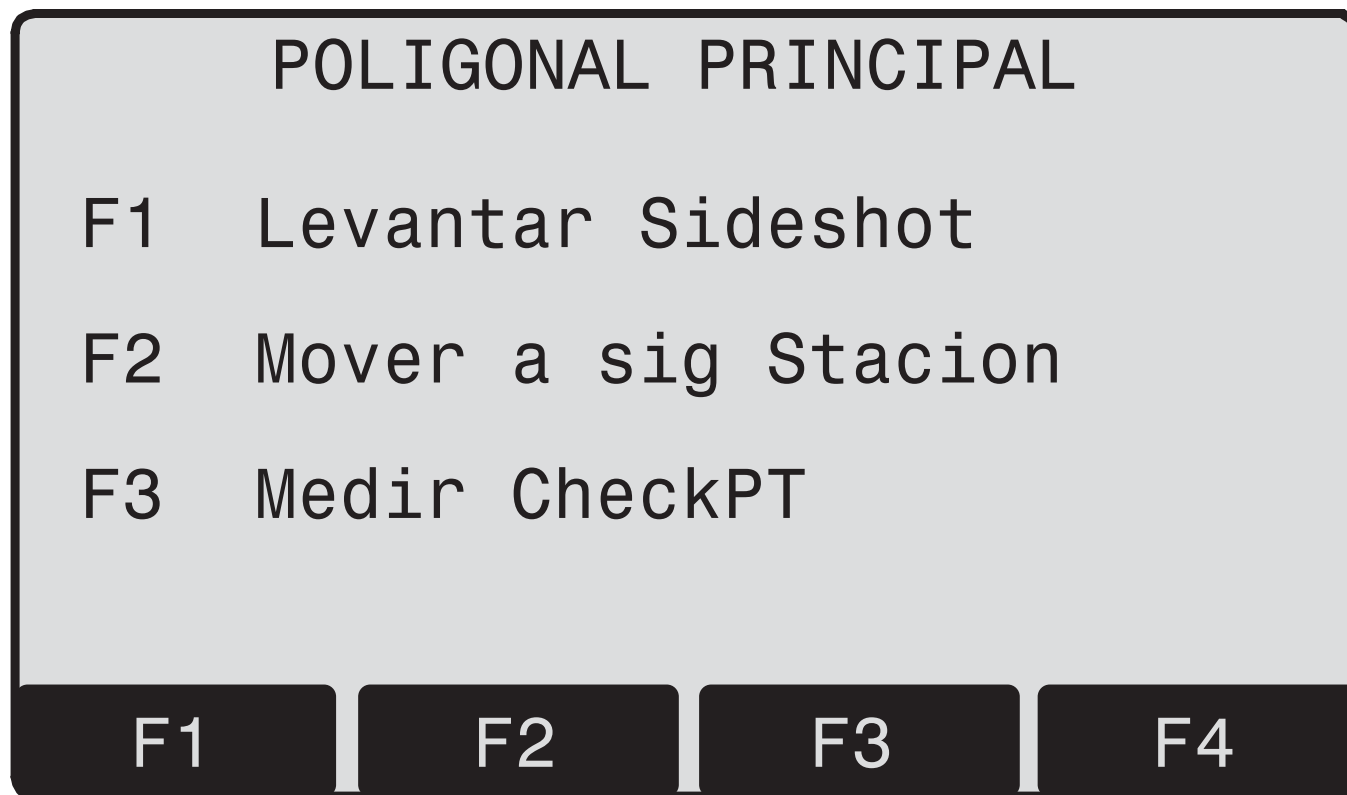 POLIGONAL PRINCIPAL
F1 Levantar Sideshot
F2 Mover a sig Stacion
F3 Medir CheckPT
F1 F2 F3 F4